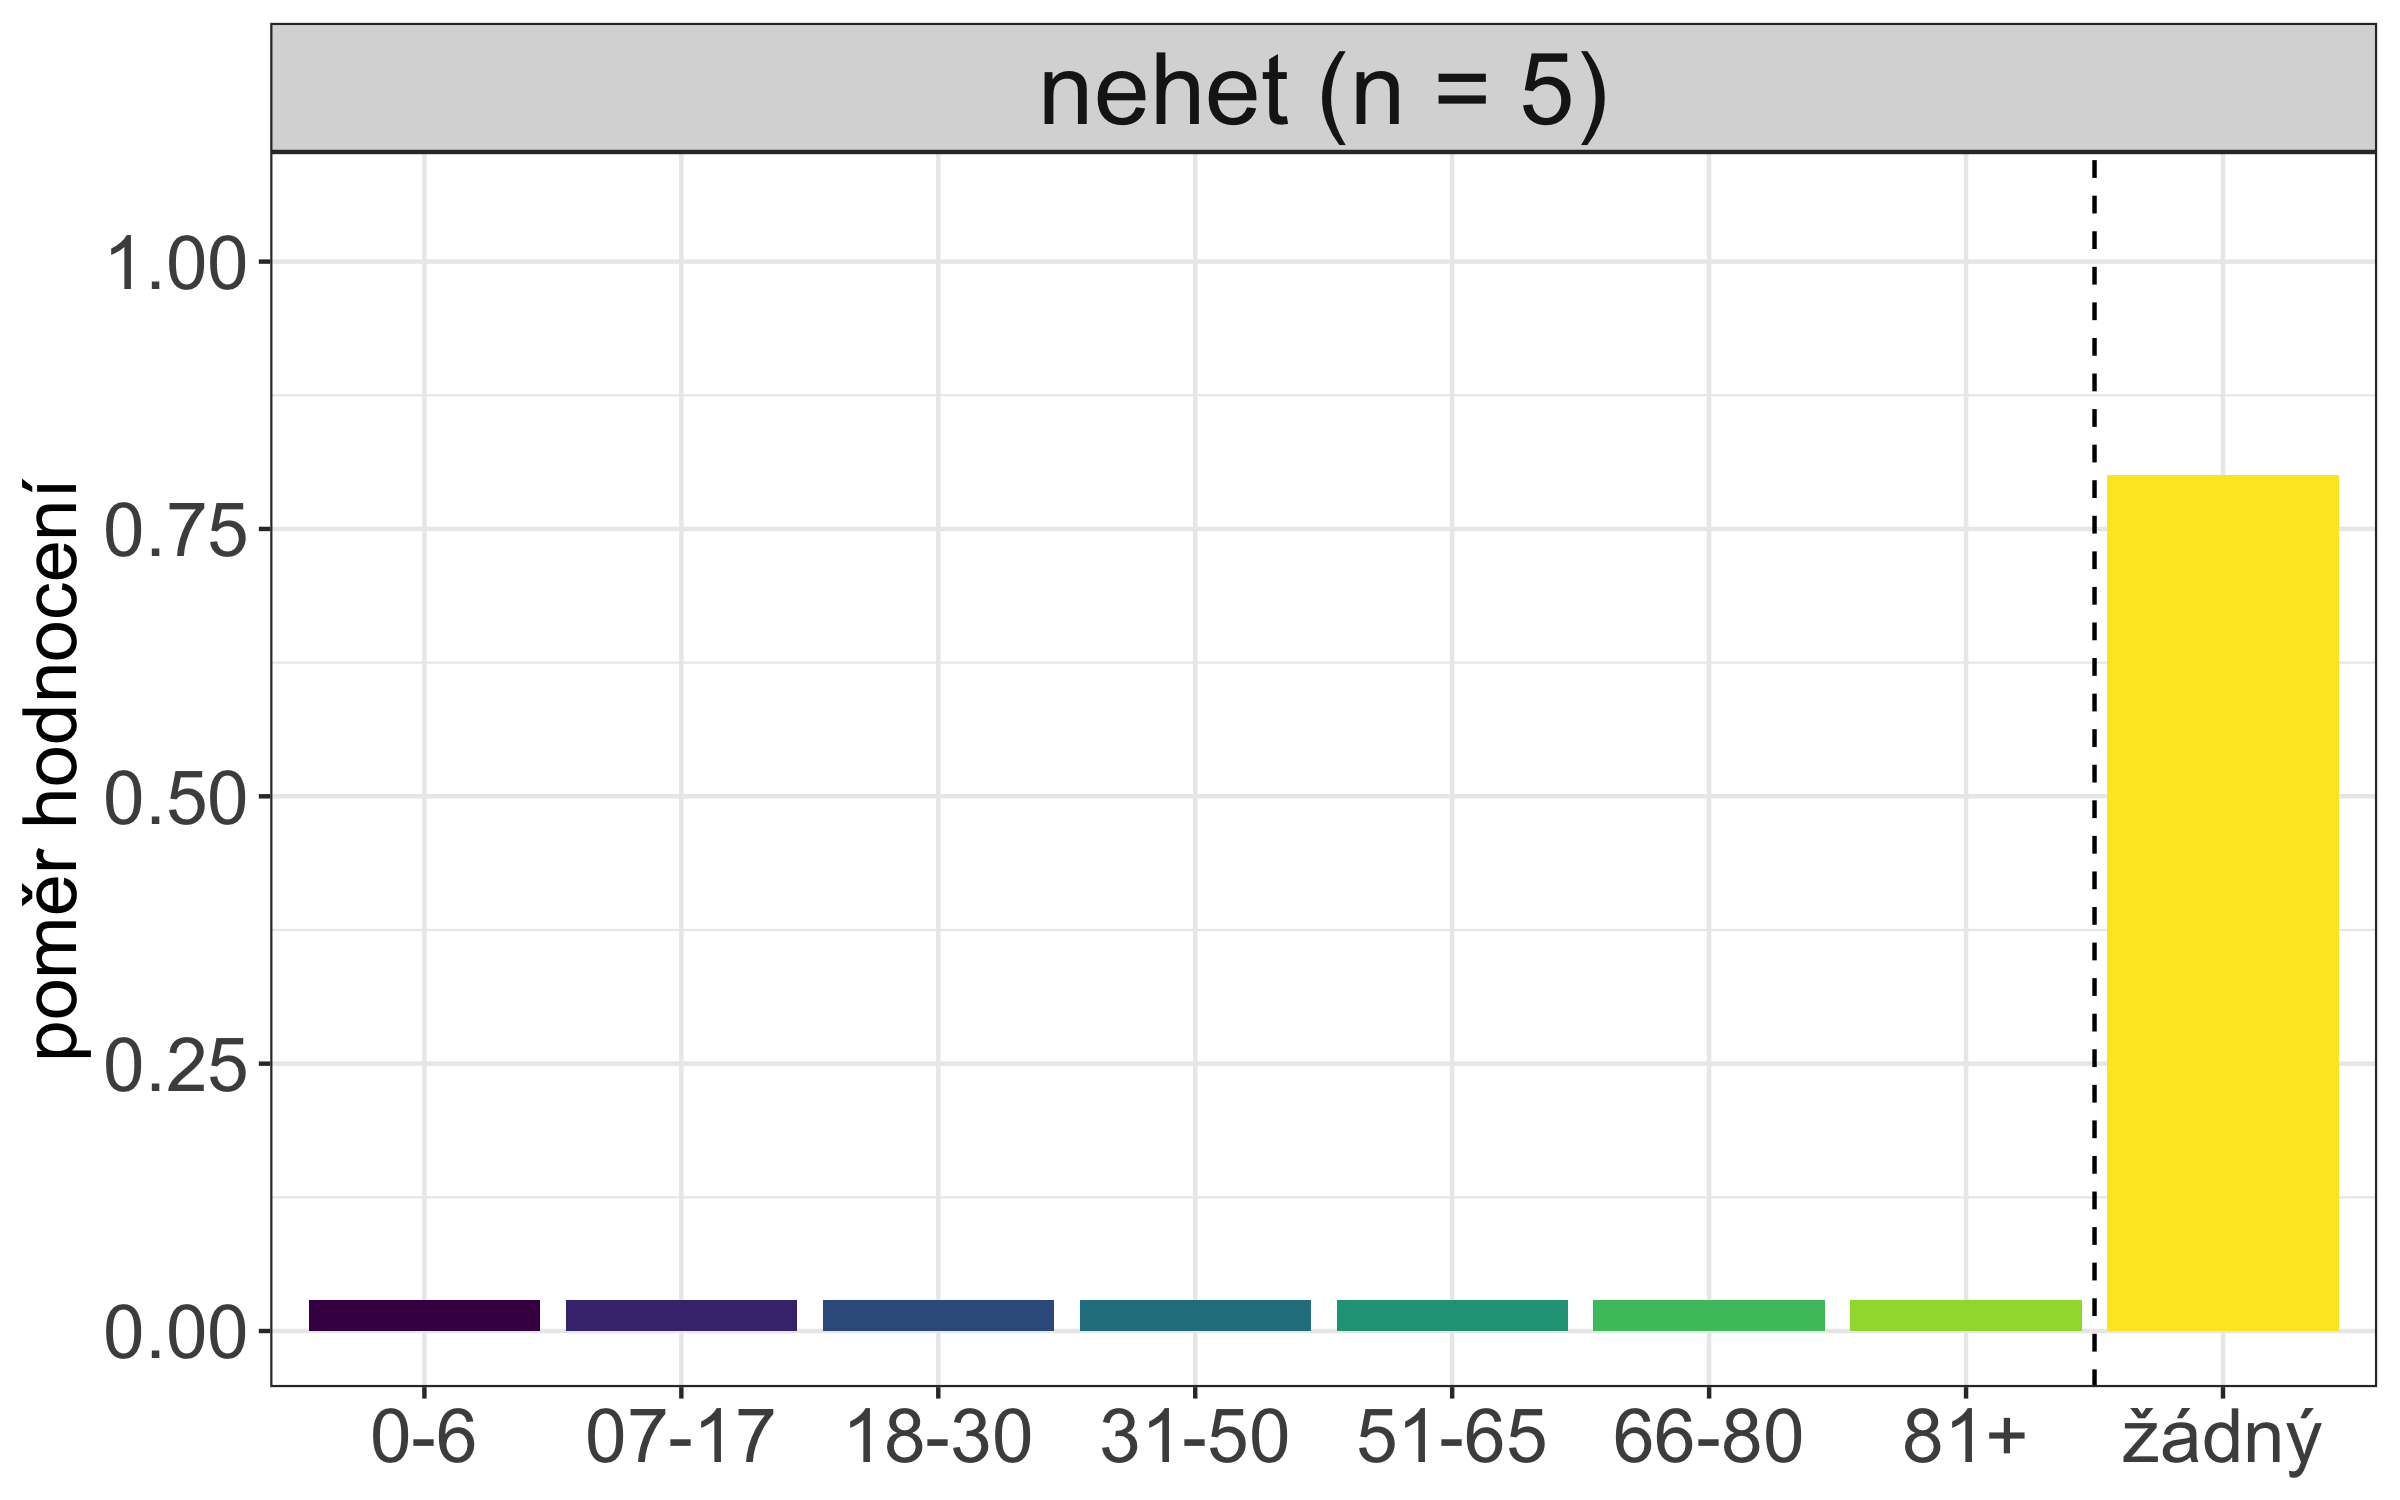 nehet (n = 5)
poměr hodnocení
1.00
0.75
0.50
0.25
0.00
0-6 07-17 18-30 31-50 51-65 66-80 81+ žádný